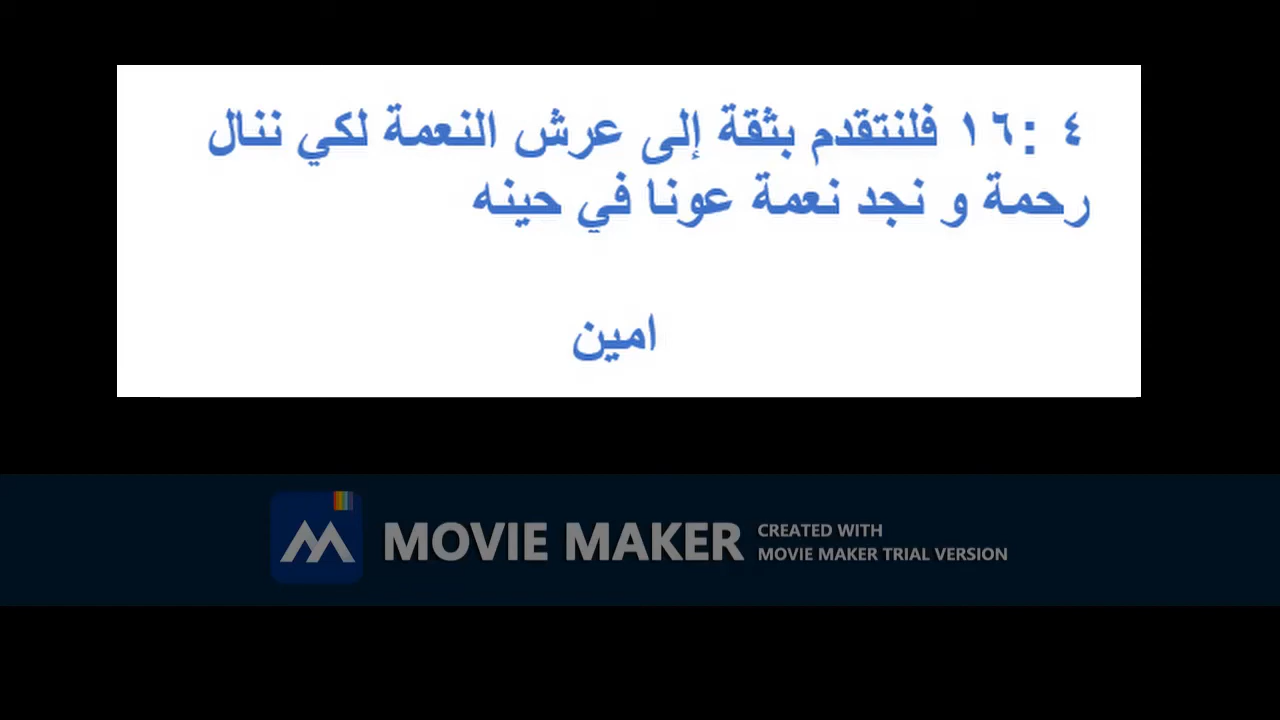 ٤ :١٦ فلنتقدم بثقة إلى عرش النعمة لكي ننال
رحمة و نجد نعمة عونا في حينه
امين
MOVIE MAKER
CREATED WITH
MOVIE MAKER TRIAL VERSION